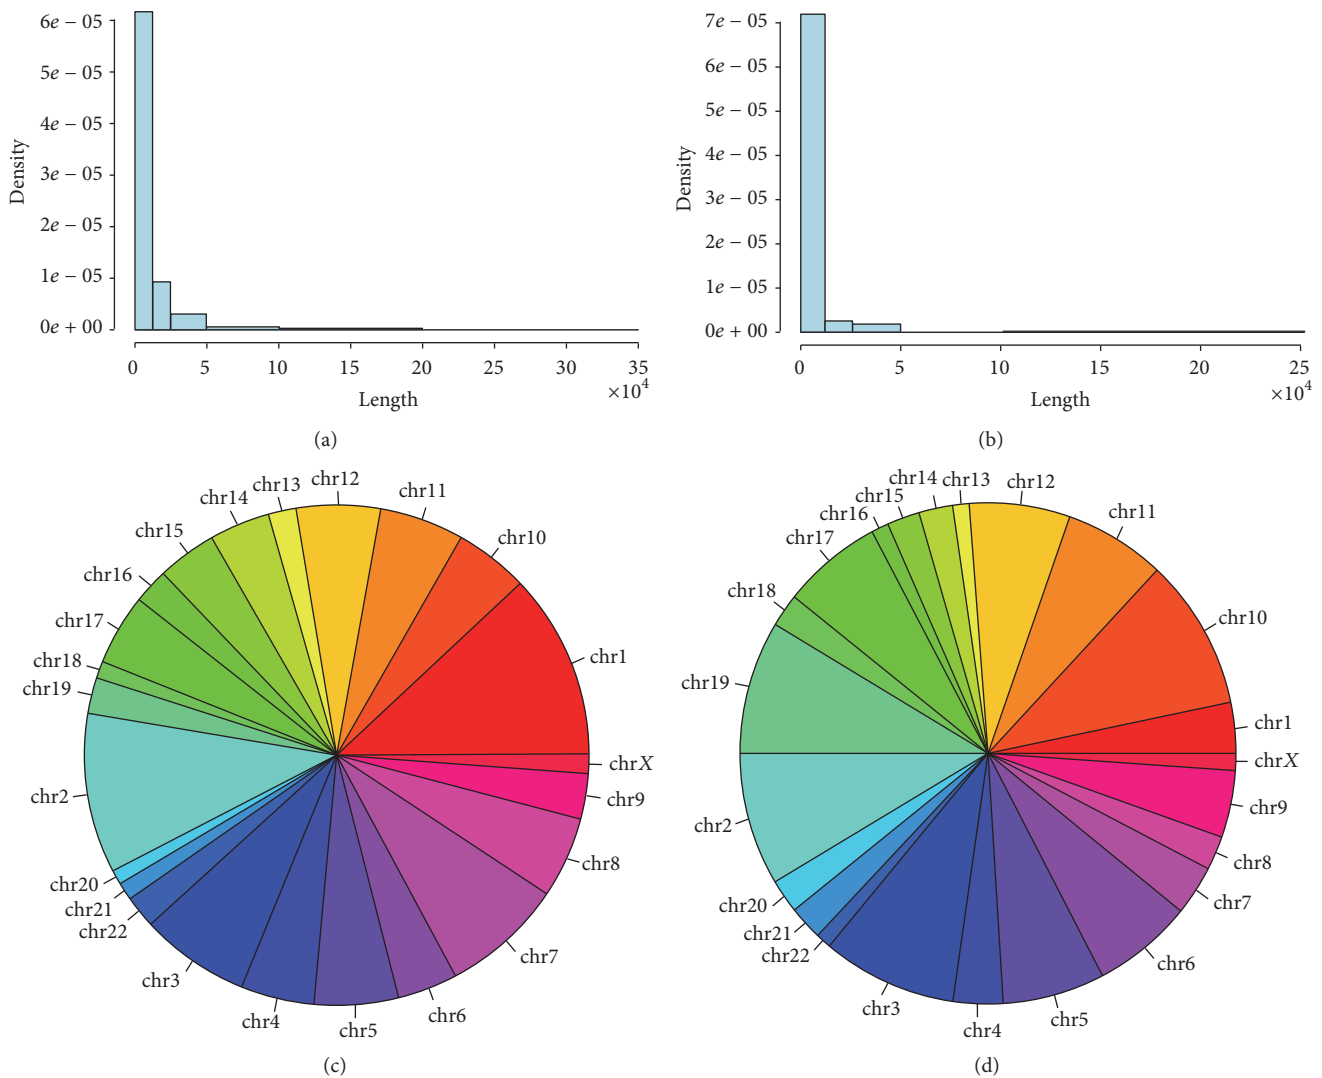 6e − 05
5e − 05
4e − 05
3e − 05
2e − 05
1e − 05
0e + 00
Density
0 5 10 15 20 25 30 35
×10⁴
Length
(a)
7e − 05
6e − 05
5e − 05
4e − 05
3e − 05
2e − 05
1e − 05
0e + 00
Density
0 5 10 15 20 25
×10⁴
Length
(b)
chr12
chr13
chr11
chr14
chr10
chr15
chr16
chr17
chr1
chr18
chr19
chrX
chr2
chr9
chr8
chr20
chr21
chr22
chr7
chr3
chr6
chr4
chr5
(c)
chr14
chr13
chr12
chr15
chr16
chr11
chr17
chr18
chr10
chr19
chr1
chrX
chr2
chr9
chr8
chr20
chr7
chr21
chr22
chr6
chr3
chr5
chr4
(d)